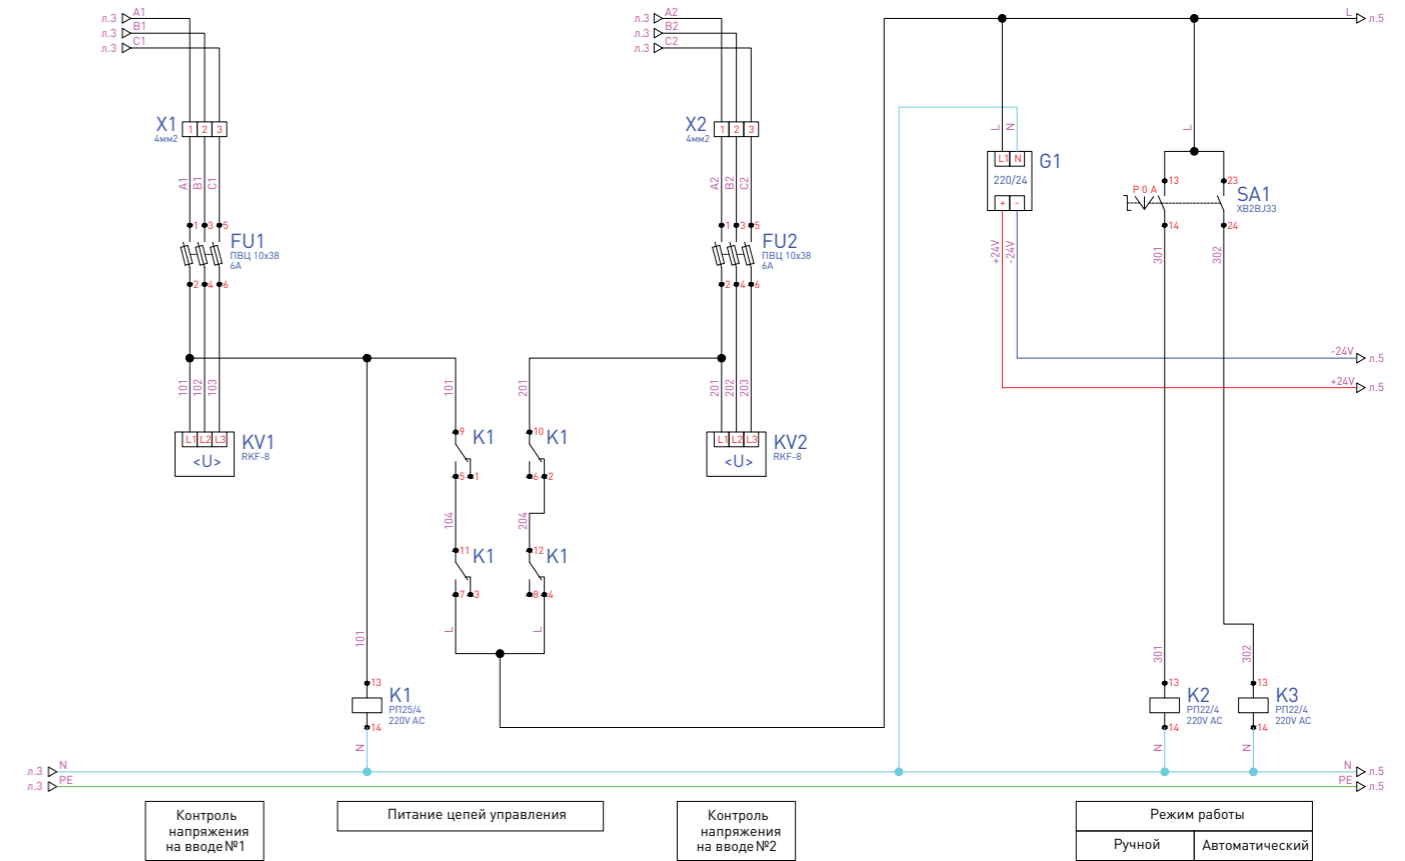 л.3 A1
л.3 B1
л.3 C1
л.3 A2
л.3 B2
л.3 C2
L л.5
X1
4мм2
1 2 3
X2
4мм2
1 2 3
L N
L
L1 N
G1
220/24
+ -
A1 B1 C1
A2 B2 C2
13 23
P 0 A
SA1
XB2BJ33
14 24
1 3 5
FU1
ПВЦ 10х38
6А
2 4 6
1 3 5
FU2
ПВЦ 10х38
6А
2 4 6
+24V -24V
301 302
-24V л.5
+24V л.5
101 102 103
101
201
201 202 203
L1 L2 L3
KV1
RKF-8
<U>
9 K1
5 1
10 K1
6 2
L1 L2 L3
KV2
RKF-8
<U>
104
204
11 K1
7 3
12 K1
8 4
101
L
L
301
302
13
K1
РП25/4
220V AC
14
N
13
K2
РП22/4
220V AC
14
N
13
K3
РП22/4
220V AC
14
N
л.3 N
N л.5
л.3 PE
PE л.5
Контроль
напряжения
на вводе№1
Питание цепей управления
Контроль
напряжения
на вводе№2
Режим работы
Ручной
Автоматический